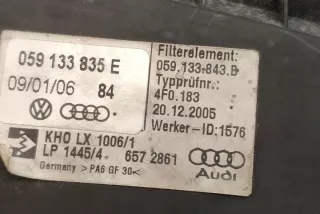 059 133 835 E
09/01/06 84
KHO LX 1006/1
LP 1445/4 657 2861
Germany >PA6 GF 30<
Filterelement:
059.133.843.B
Typprüfnr.:
4F0.183
20.12.2005
Werker-ID:1576
Audi